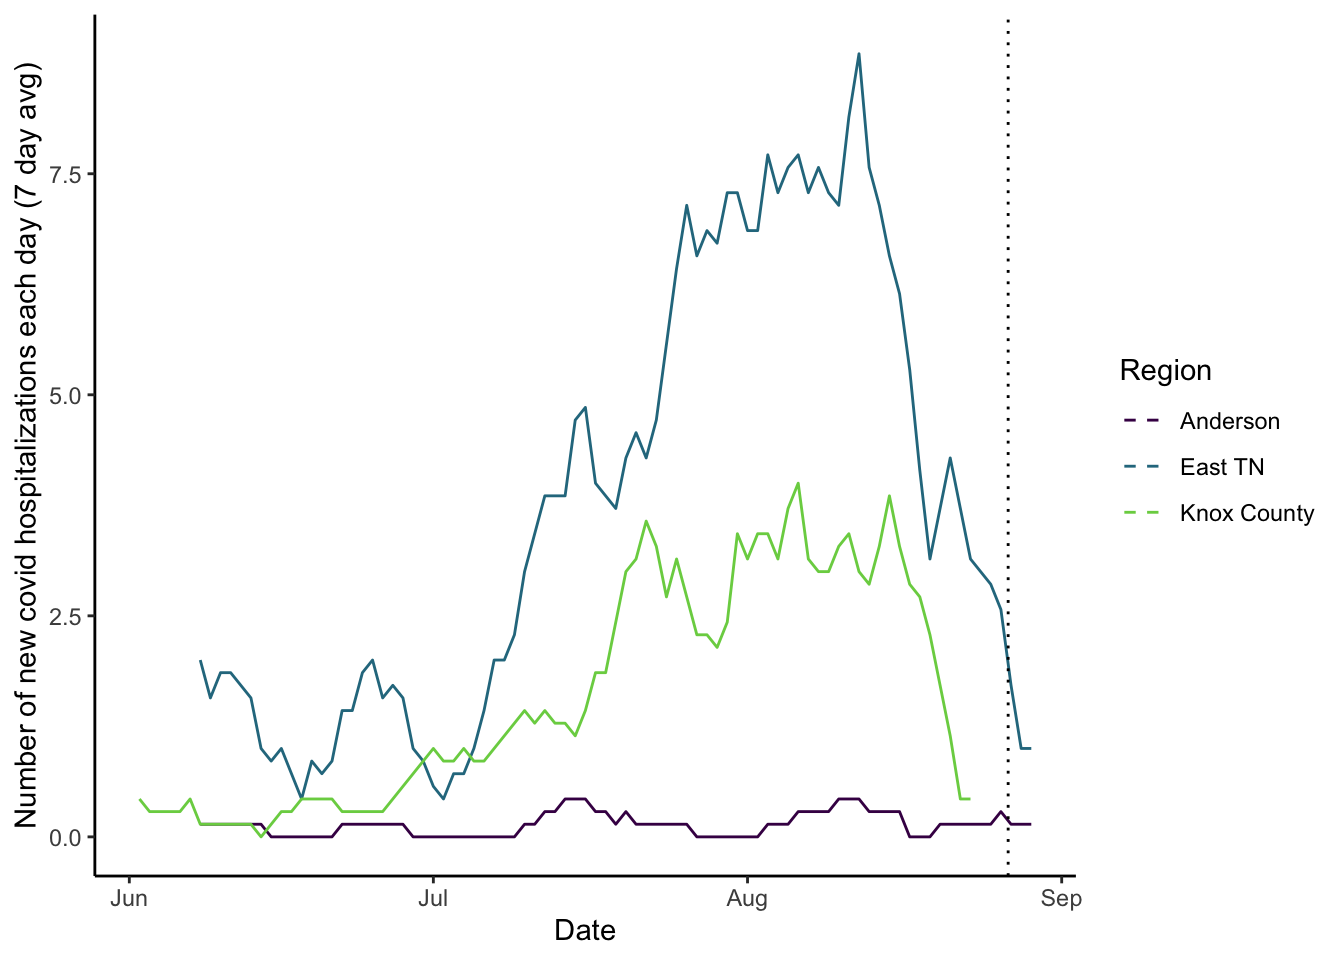 Number of new covid hospitalizations each day (7 day avg)
7.5
5.0
2.5
0.0
Jun
Jul
Aug
Sep
Date
Region
Anderson
East TN
Knox County